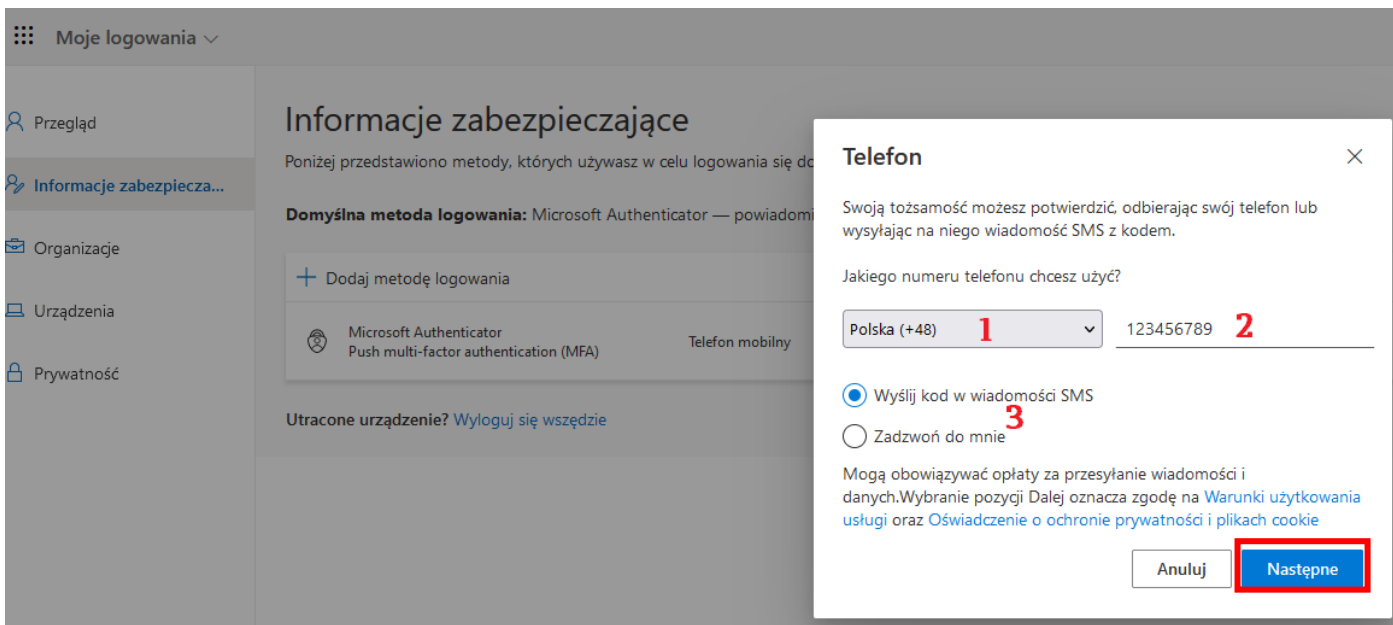 Moje logowania
Przegląd
Informacje zabezpiecza...
Organizacje
Urządzenia
Prywatność
Informacje zabezpieczające
Poniżej przedstawiono metody, których używasz w celu logowania się do
Domyślna metoda logowania: Microsoft Authenticator — powiadomi
Dodaj metodę logowania
Microsoft Authenticator
Push multi-factor authentication (MFA)
Telefon mobilny
Utracone urządzenie? Wyloguj się wszędzie
Telefon
Swoją tożsamość możesz potwierdzić, odbierając swój telefon lub
wysyłając na niego wiadomość SMS z kodem.
Jakiego numeru telefonu chcesz użyć?
Polska (+48) 1 123456789 2
Wyślij kod w wiadomości SMS
3
Zadzwoń do mnie
Mogą obowiązywać opłaty za przesyłanie wiadomości i
danych.Wybranie pozycji Dalej oznacza zgodę na Warunki użytkowania
usługi oraz Oświadczenie o ochronie prywatności i plikach cookie
Anuluj Następne